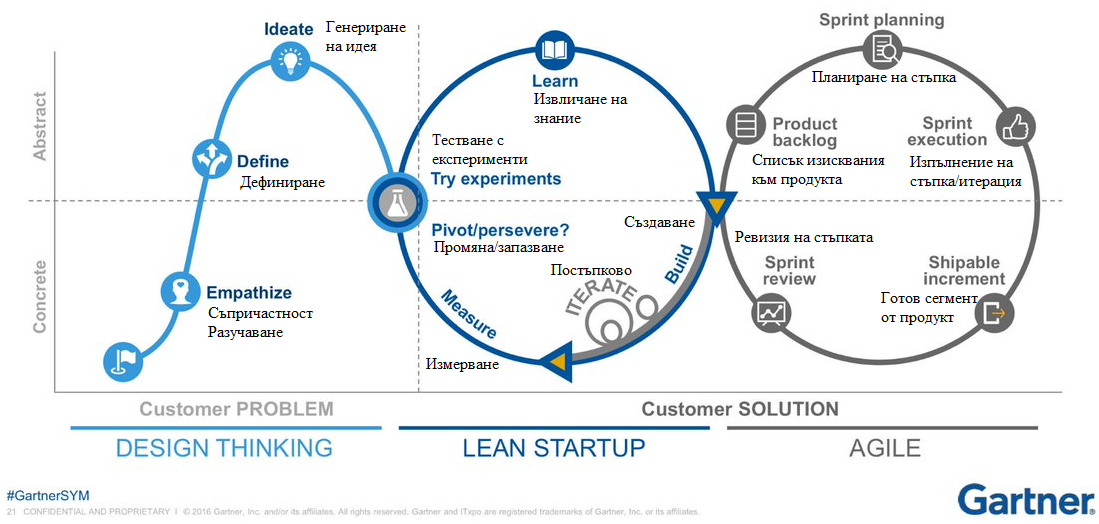 Ideate
Генериране
на идея
Define
Дефиниране
Empathize
Съпричастност
Разучаване
Abstract
Concrete
Learn
Извличане на
знание
Тестване с
експерименти
Try experiments
Pivot/persevere?
Промяна/запазване
Създаване
Build
Постъпково
ITERATE
Measure
Измерване
Sprint planning
Планиране на стъпка
Product
backlog
Списък изисквания
към продукта
Sprint
execution
Изпълнение на
стъпка/итерация
Ревизия на стъпката
Sprint
review
Shipable
increment
Готов сегмент
от продукт
Customer PROBLEM
Customer SOLUTION
DESIGN THINKING
LEAN STARTUP
AGILE
#GartnerSYM
21 CONFIDENTIAL AND PROPRIETARY I © 2016 Gartner, Inc. and/or its affiliates. All rights reserved. Gartner and ITxpo are registered trademarks of Gartner, Inc. or its affiliates.
Gartner®